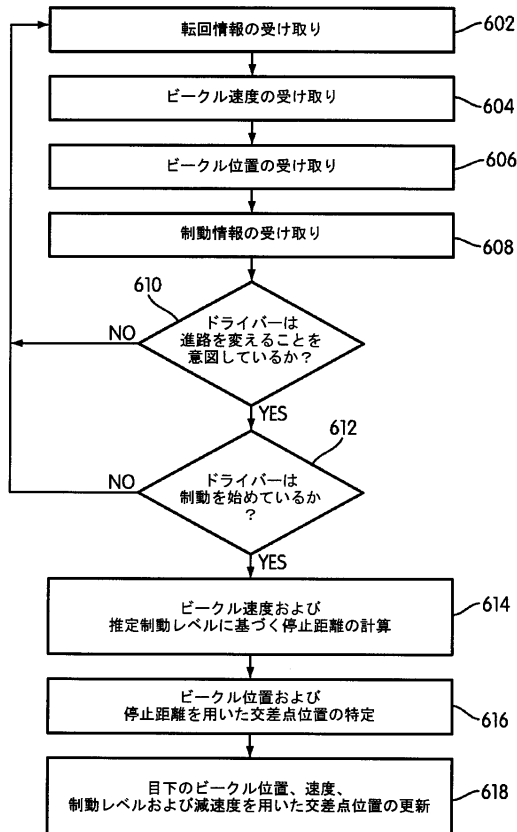 転回情報の受け取り
602
ビークル速度の受け取り
604
ビークル位置の受け取り
606
制動情報の受け取り
608
610
ドライバーは
進路を変えることを
意図しているか?
NO
YES
612
ドライバーは
制動を始めているか
?
NO
YES
ビークル速度および
推定制動レベルに基づく停止距離の計算
614
ビークル位置および
停止距離を用いた交差点位置の特定
616
目下のビークル位置、速度、
制動レベルおよび減速度を用いた交差点位置の更新
618